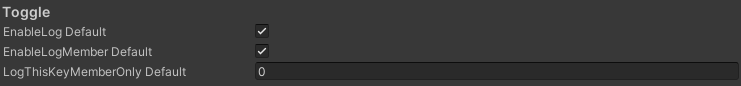 Toggle
EnableLog Default
EnableLogMember Default
LogThisKeyMemberOnly Default 0